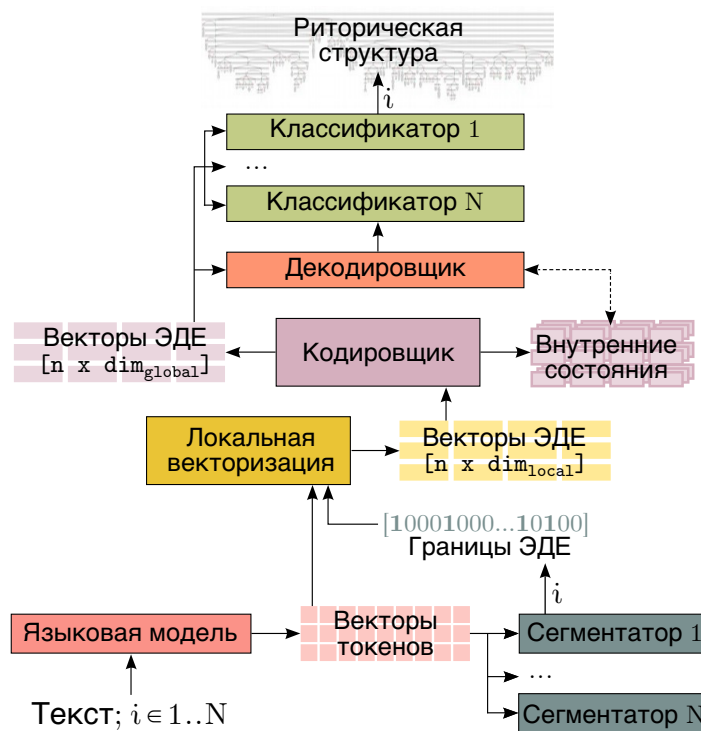 Риторическая
структура
i
Классификатор 1
...
Классификатор N
Декодировщик
Векторы ЭДЕ
[n x dim_global]
Кодировщик
Внутренние
состояния
Локальная
векторизация
Векторы ЭДЕ
[n x dim_local]
[10001000...10100]
Границы ЭДЕ
i
Языковая модель
Векторы
токенов
Сегментатор 1
...
Текст; i ∈ 1..N
Сегментатор N